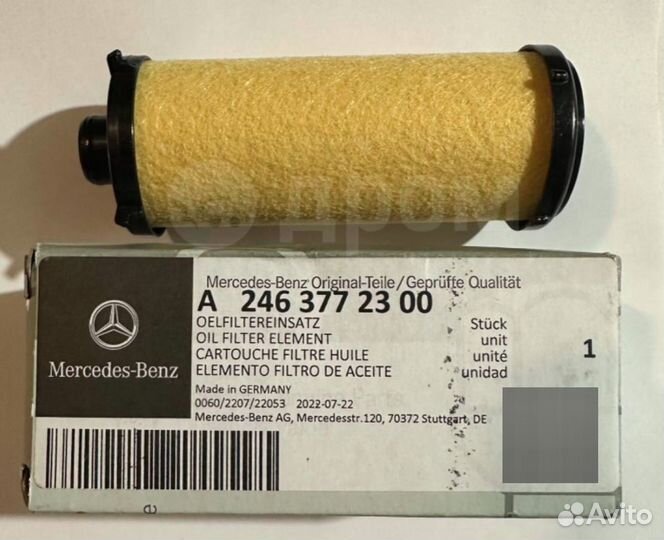 дром
Mercedes-Benz Original-Teile/Geprüfte Qualität
A 246 377 23 00
OELFILTEREINSATZ
OIL FILTER ELEMENT
CARTOUCHE FILTRE HUILE
ELEMENTO FILTRO DE ACEITE
Stück
unit
unité
unidad
1
Made in GERMANY
0060/2207/22053 2022-07-22
Mercedes-Benz AG, Mercedesstr.120, 70372 Stuttgart, DE
Mercedes-Benz
e
Avito